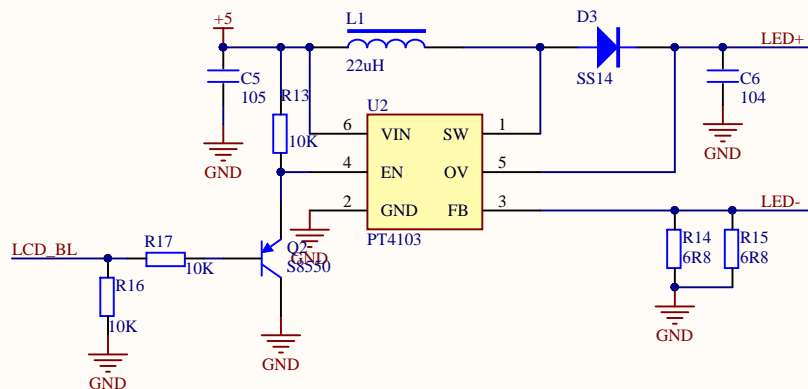 +5
L1
22uH
D3
SS14
LED+
C5
105
R13
10K
U2
C6
104
6
VIN
SW
1
4
EN
OV
5
2
GND
FB
3
PT4103
GND
GND
GND
LED-
LCD_BL
R17
10K
Q2
S8550
R14
6R8
R15
6R8
R16
10K
GND
GND
GND